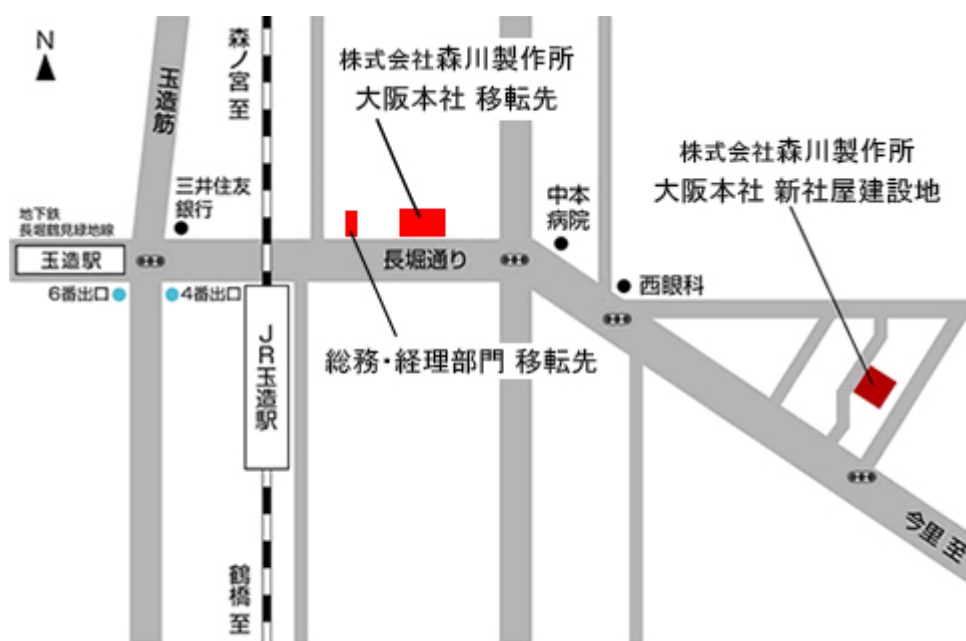 N
玉造筋
森ノ宮 至
株式会社森川製作所
大阪本社 移転先
株式会社森川製作所
大阪本社 新社屋建設地
三井住友
銀行
中本
病院
地下鉄
長堀鶴見緑地線
玉造駅
長堀通り
西眼科
6番出口
4番出口
JR玉造駅
総務・経理部門 移転先
今里 至
鶴橋 至